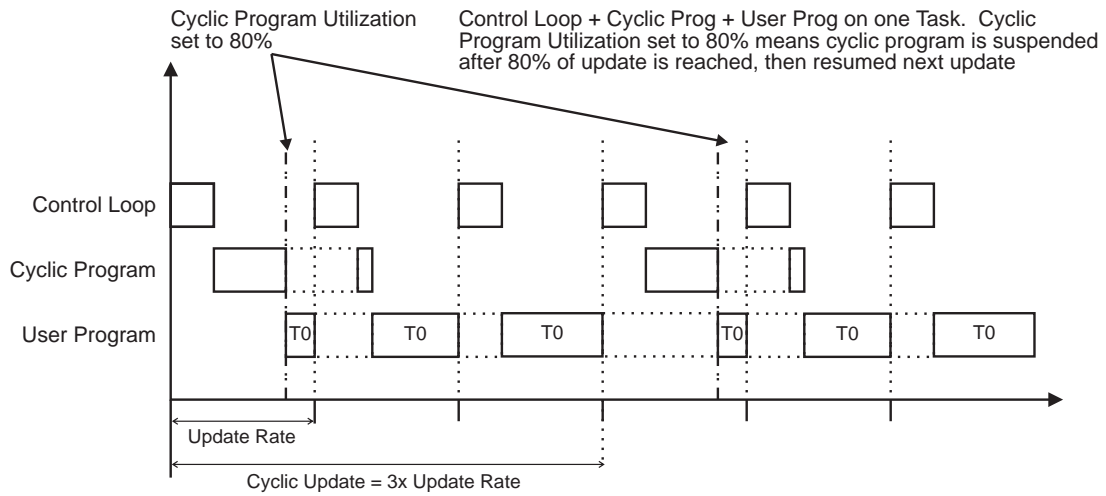 Cyclic Program Utilization
set to 80%
Control Loop + Cyclic Prog + User Prog on one Task.  Cyclic
Program Utilization set to 80% means cyclic program is suspended
after 80% of update is reached, then resumed next update
Control Loop
Cyclic Program
User Program
T0
T0
T0
T0
T0
T0
Update Rate
Cyclic Update = 3x Update Rate